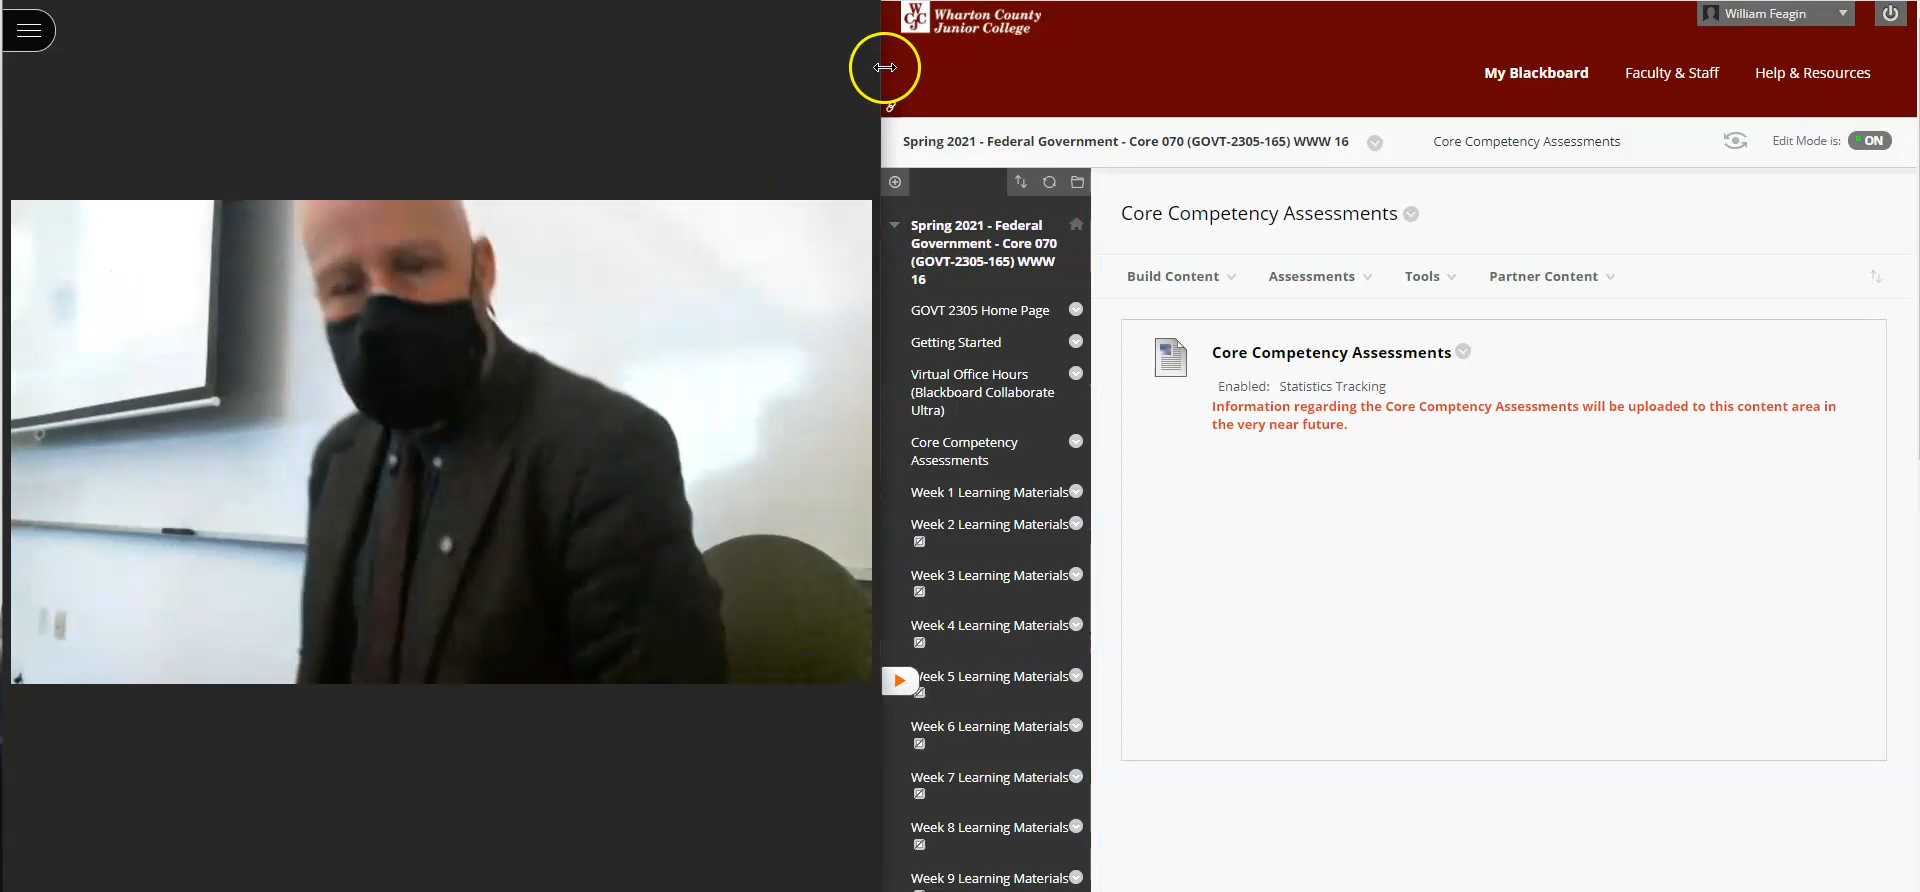 WCJC
Wharton County
Junior College
William Feagin
My Blackboard
Faculty & Staff
Help & Resources
Spring 2021 - Federal Government - Core 070 (GOVT-2305-165) WWW 16
Core Competency Assessments
Edit Mode is:
ON
Spring 2021 - Federal
Government - Core 070
(GOVT-2305-165) WWW
16
GOVT 2305 Home Page
Getting Started
Virtual Office Hours
(Blackboard Collaborate
Ultra)
Core Competency
Assessments
Week 1 Learning Materials
Week 2 Learning Materials
Week 3 Learning Materials
Week 4 Learning Materials
Week 5 Learning Materials
Week 6 Learning Materials
Week 7 Learning Materials
Week 8 Learning Materials
Week 9 Learning Materials
Core Competency Assessments
Build Content
Assessments
Tools
Partner Content
Core Competency Assessments
Enabled: Statistics Tracking
Information regarding the Core Comptency Assessments will be uploaded to this content area in
the very near future.